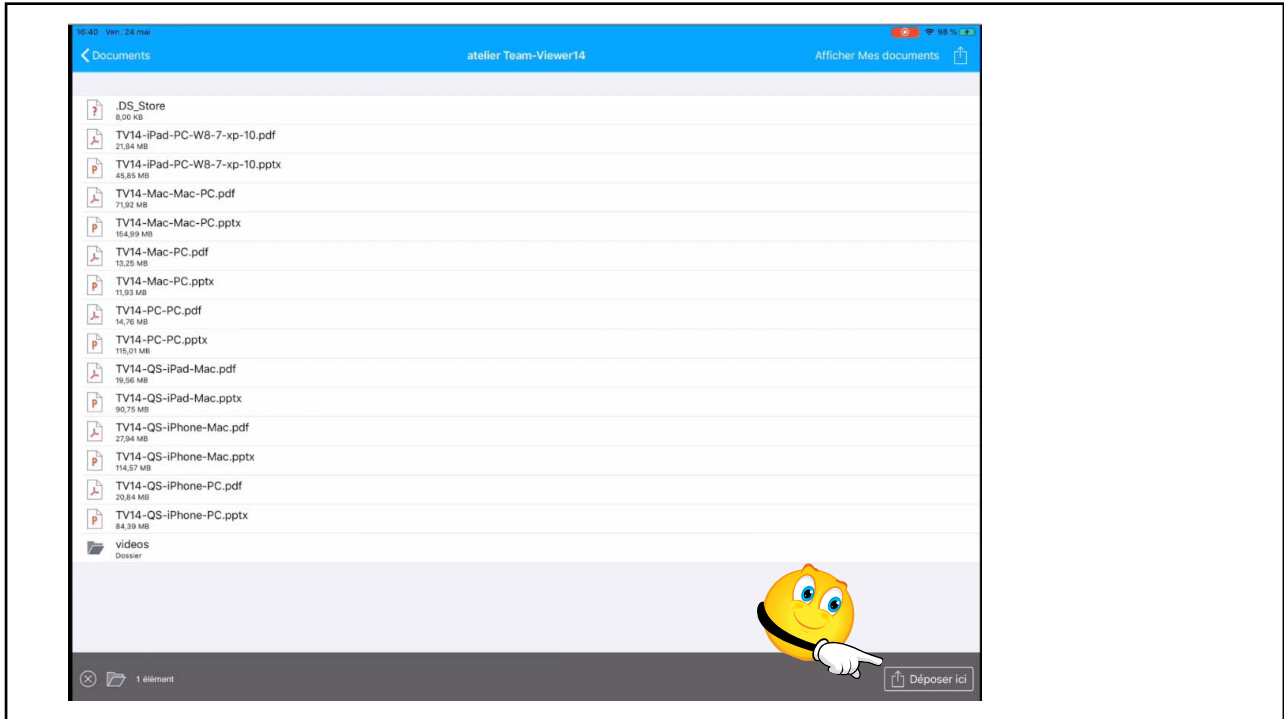 16:40 Ven. 24 mai 98 %
Documents atelier Team-Viewer14 Afficher Mes documents
.DS_Store
8,00 KB
TV14-iPad-PC-W8-7-xp-10.pdf
21,84 MB
TV14-iPad-PC-W8-7-xp-10.pptx
45,85 MB
TV14-Mac-Mac-PC.pdf
71,92 MB
TV14-Mac-Mac-PC.pptx
154,99 MB
TV14-Mac-PC.pdf
13,25 MB
TV14-Mac-PC.pptx
11,93 MB
TV14-PC-PC.pdf
14,76 MB
TV14-PC-PC.pptx
115,01 MB
TV14-QS-iPad-Mac.pdf
19,56 MB
TV14-QS-iPad-Mac.pptx
90,75 MB
TV14-QS-iPhone-Mac.pdf
27,94 MB
TV14-QS-iPhone-Mac.pptx
114,57 MB
TV14-QS-iPhone-PC.pdf
20,84 MB
TV14-QS-iPhone-PC.pptx
84,39 MB
videos
Dossier
1 élément Déposer ici